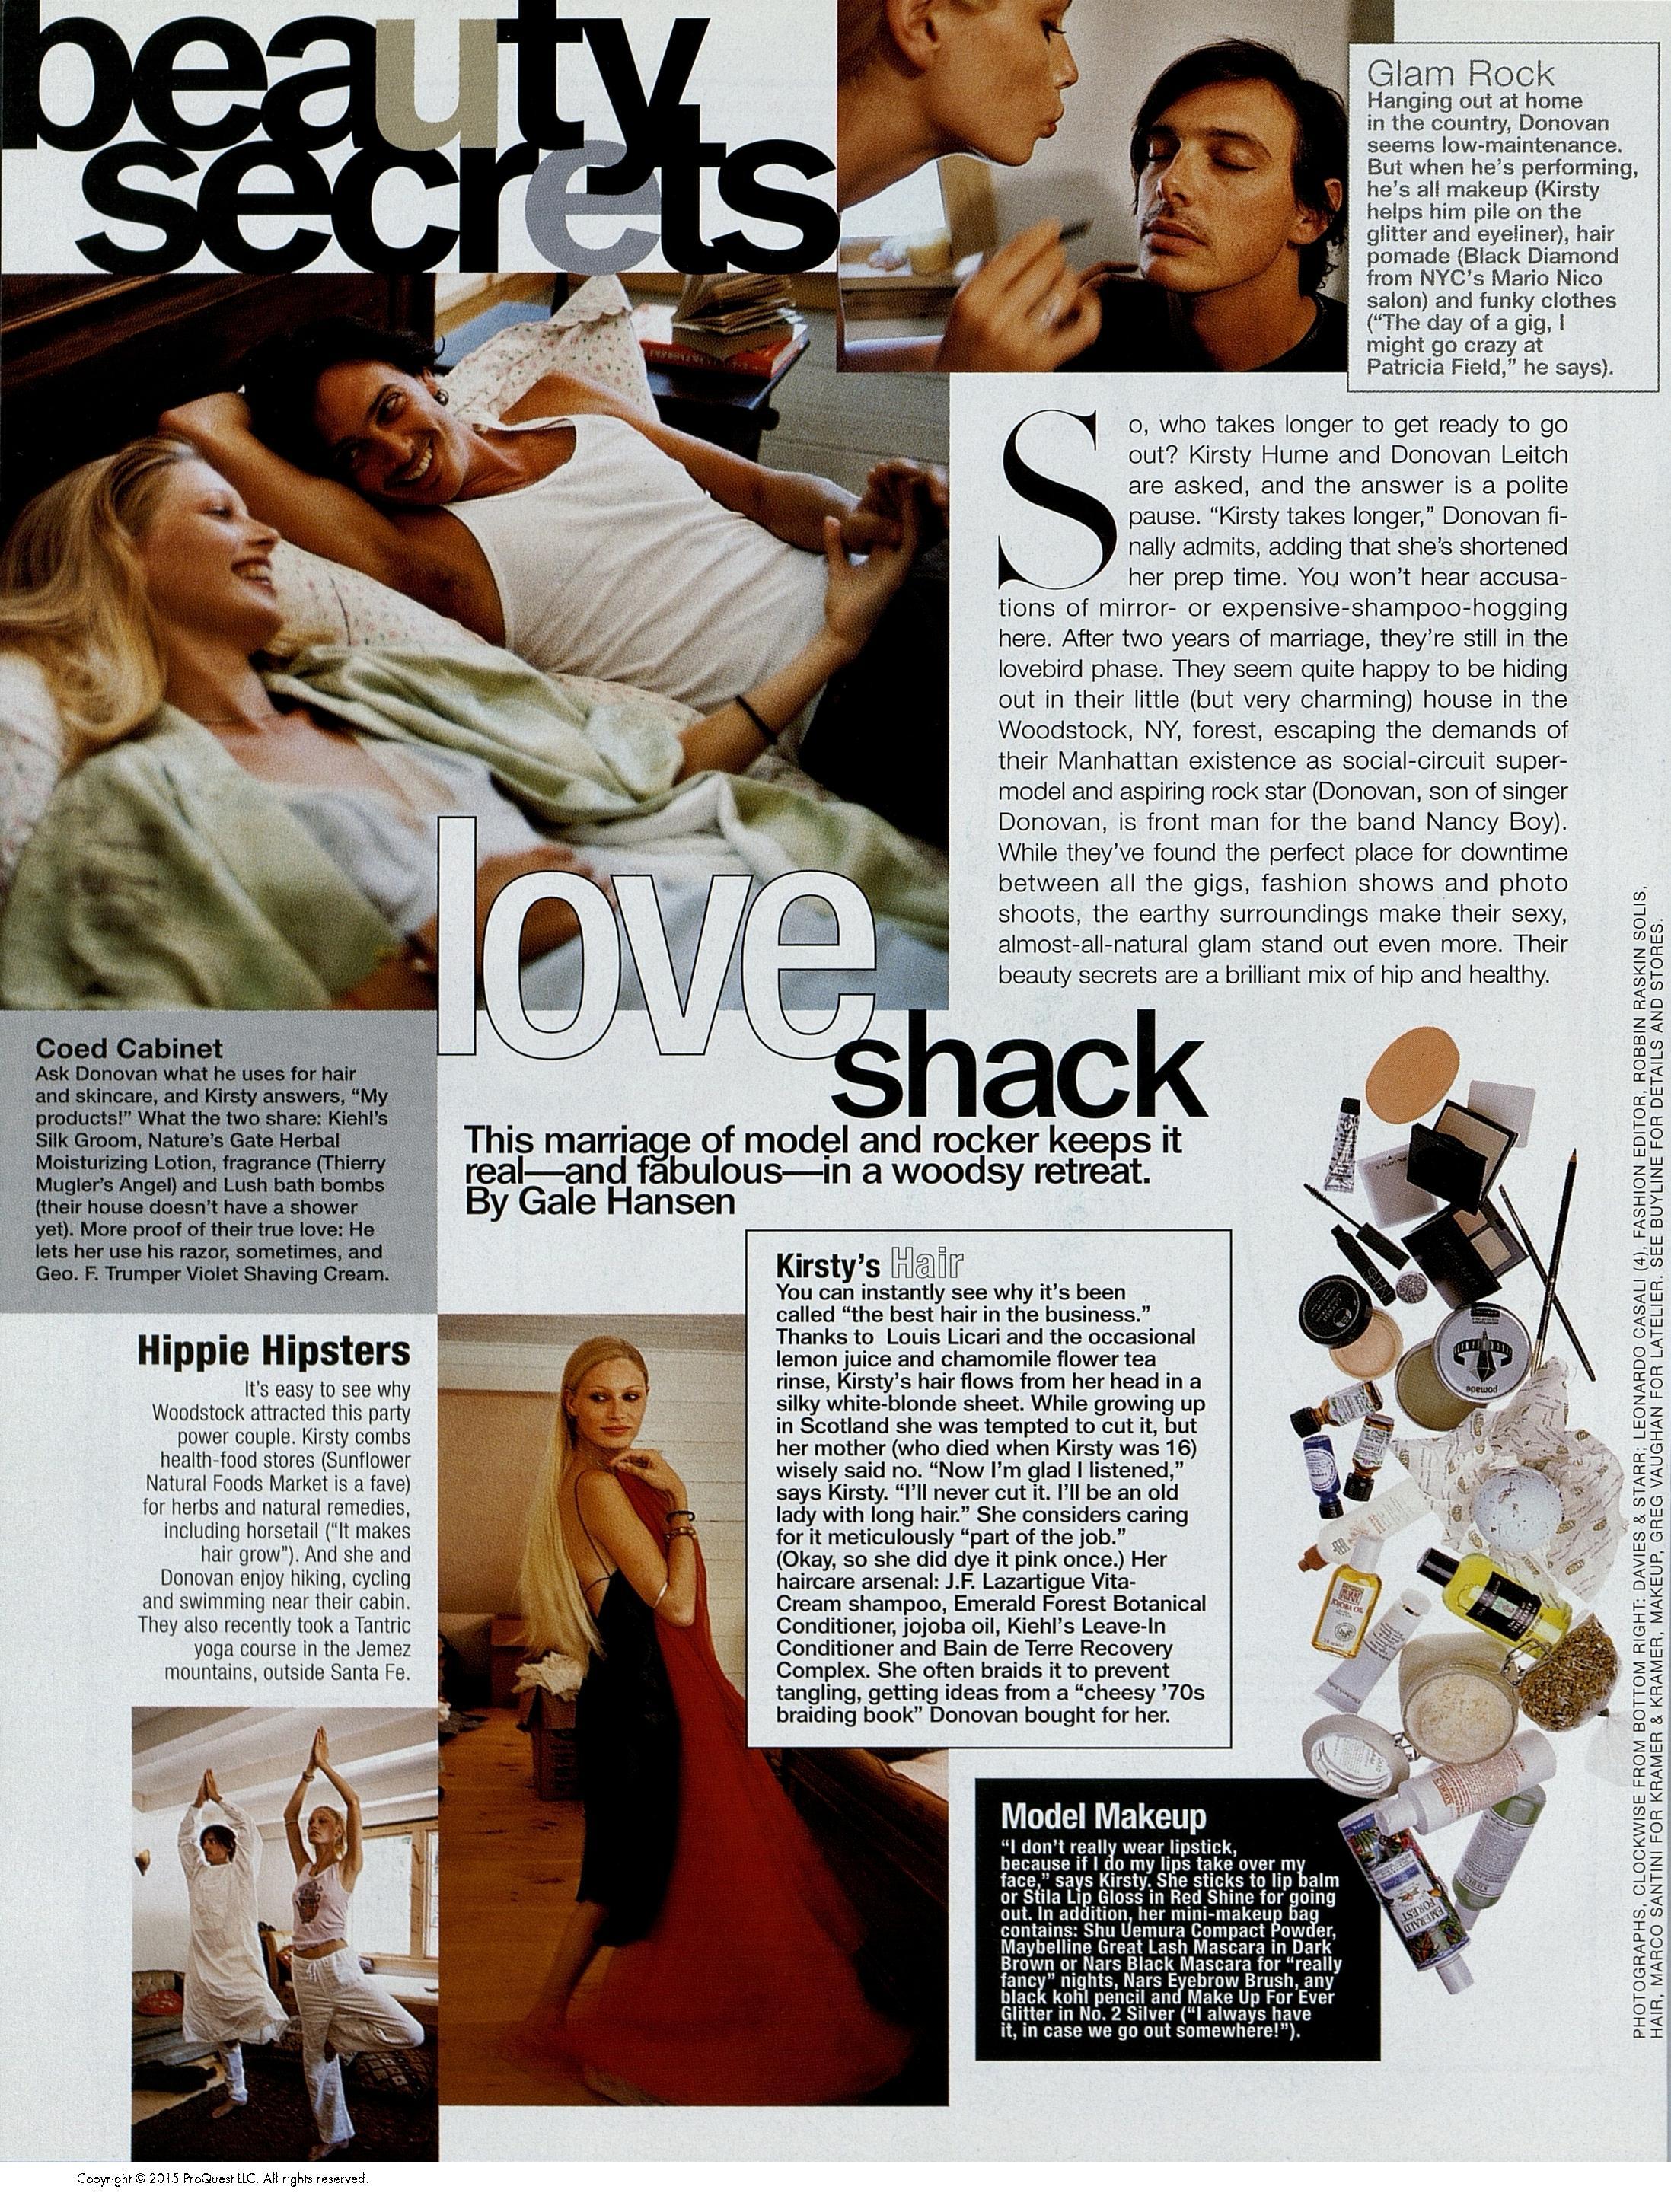 beauty
secrets
Glam Rock
Hanging out at home
in the country, Donovan
seems low-maintenance.
But when he's performing,
he's all makeup (Kirsty
helps him pile on the
glitter and eyeliner), hair
pomade (Black Diamond
from NYC's Mario Nico
salon) and funky clothes
("The day of a gig, I
might go crazy at
Patricia Field," he says).
So, who takes longer to get ready to go
out? Kirsty Hume and Donovan Leitch
are asked, and the answer is a polite
pause. "Kirsty takes longer," Donovan fi-
nally admits, adding that she's shortened
her prep time. You won't hear accusa-
tions of mirror- or expensive-shampoo-hogging
here. After two years of marriage, they're still in the
lovebird phase. They seem quite happy to be hiding
out in their little (but very charming) house in the
Woodstock, NY, forest, escaping the demands of
their Manhattan existence as social-circuit super-
model and aspiring rock star (Donovan, son of singer
Donovan, is front man for the band Nancy Boy).
While they've found the perfect place for downtime
between all the gigs, fashion shows and photo
shoots, the earthy surroundings make their sexy,
almost-all-natural glam stand out even more. Their
beauty secrets are a brilliant mix of hip and healthy.
love
shack
This marriage of model and rocker keeps it
real—and fabulous—in a woodsy retreat.
By Gale Hansen
Coed Cabinet
Ask Donovan what he uses for hair
and skincare, and Kirsty answers, "My
products!" What the two share: Kiehl's
Silk Groom, Nature's Gate Herbal
Moisturizing Lotion, fragrance (Thierry
Mugler's Angel) and Lush bath bombs
(their house doesn't have a shower
yet). More proof of their true love: He
lets her use his razor, sometimes, and
Geo. F. Trumper Violet Shaving Cream.
Hippie Hipsters
It's easy to see why
Woodstock attracted this party
power couple. Kirsty combs
health-food stores (Sunflower
Natural Foods Market is a fave)
for herbs and natural remedies,
including horsetail ("It makes
hair grow"). And she and
Donovan enjoy hiking, cycling
and swimming near their cabin.
They also recently took a Tantric
yoga course in the Jemez
mountains, outside Santa Fe.
Kirsty's Hair
You can instantly see why it's been
called "the best hair in the business."
Thanks to Louis Licari and the occasional
lemon juice and chamomile flower tea
rinse, Kirsty's hair flows from her head in a
silky white-blonde sheet. While growing up
in Scotland she was tempted to cut it, but
her mother (who died when Kirsty was 16)
wisely said no. "Now I'm glad I listened,"
says Kirsty. "I'll never cut it. I'll be an old
lady with long hair." She considers caring
for it meticulously "part of the job."
(Okay, so she did dye it pink once.) Her
haircare arsenal: J.F. Lazartigue Vita-
Cream shampoo, Emerald Forest Botanical
Conditioner, jojoba oil, Kiehl's Leave-In
Conditioner and Bain de Terre Recovery
Complex. She often braids it to prevent
tangling, getting ideas from a "cheesy '70s
braiding book" Donovan bought for her.
Model Makeup
"I don't really wear lipstick,
because if I do my lips take over my
face," says Kirsty. She sticks to lip balm
or Stila Lip Gloss in Red Shine for going
out. In addition, her mini-makeup bag
contains: Shu Uemura Compact Powder,
Maybelline Great Lash Mascara in Dark
Brown or Nars Black Mascara for "really
fancy" nights, Nars Eyebrow Brush, any
black kohl pencil and Make Up For Ever
Glitter in No. 2 Silver ("I always have
it, in case we go out somewhere!").
pomade
JOJOBA OIL
EMERALD
FOREST
PHOTOGRAPHS, CLOCKWISE FROM BOTTOM RIGHT: DAVIES & STARR; LEONARDO CASALI (4), FASHION EDITOR, ROBBIN RASKIN SOLIS,
HAIR, MARCO SANTINI FOR KRAMER & KRAMER, MAKEUP, GREG VAUGHAN FOR LATELIER. SEE BUYLINE FOR DETAILS AND STORES.
Copyright © 2015 ProQuest LLC. All rights reserved.